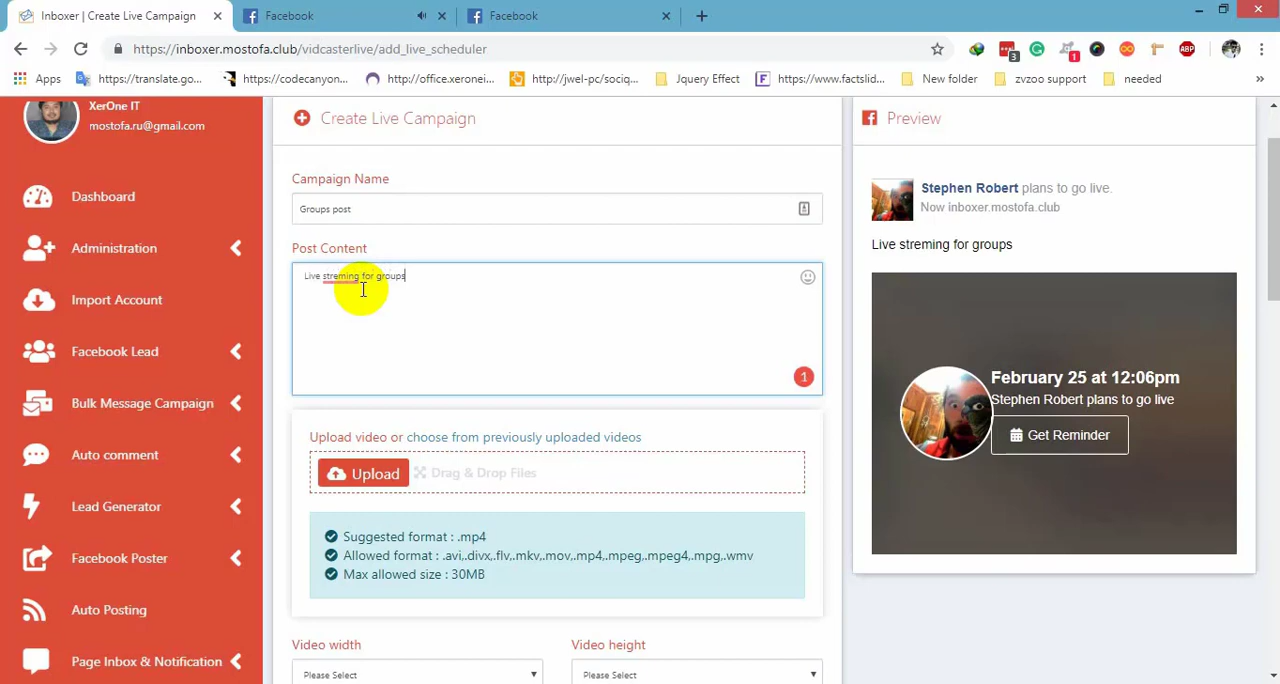 Inboxer | Create Live Campaign
Facebook
Facebook
https://inboxer.mostofa.club/vidcasterlive/add_live_scheduler
3
1
ABP
Apps
https://translate.go...
https://codecanyon...
http://office.xeronei...
http://jwel-pc/sociq...
Jquery Effect
https://www.factslid...
New folder
zvzoo support
needed
»
XerOne IT
mostofa.ru@gmail.com
Dashboard
Administration
Import Account
Facebook Lead
Bulk Message Campaign
Auto comment
Lead Generator
Facebook Poster
Auto Posting
Page Inbox & Notification
Create Live Campaign
Campaign Name
Groups post
Post Content
Live streming for groups
1
Upload video or choose from previously uploaded videos
Upload
Drag & Drop Files
Suggested format : .mp4
Allowed format : .avi,.divx,.flv,.mkv,.mov,.mp4,.mpeg,.mpeg4,.mpg,.wmv
Max allowed size : 30MB
Video width
Please Select
Video height
Please Select
Preview
Stephen Robert plans to go live.
Now inboxer.mostofa.club
Live streming for groups
February 25 at 12:06pm
Stephen Robert plans to go live
Get Reminder